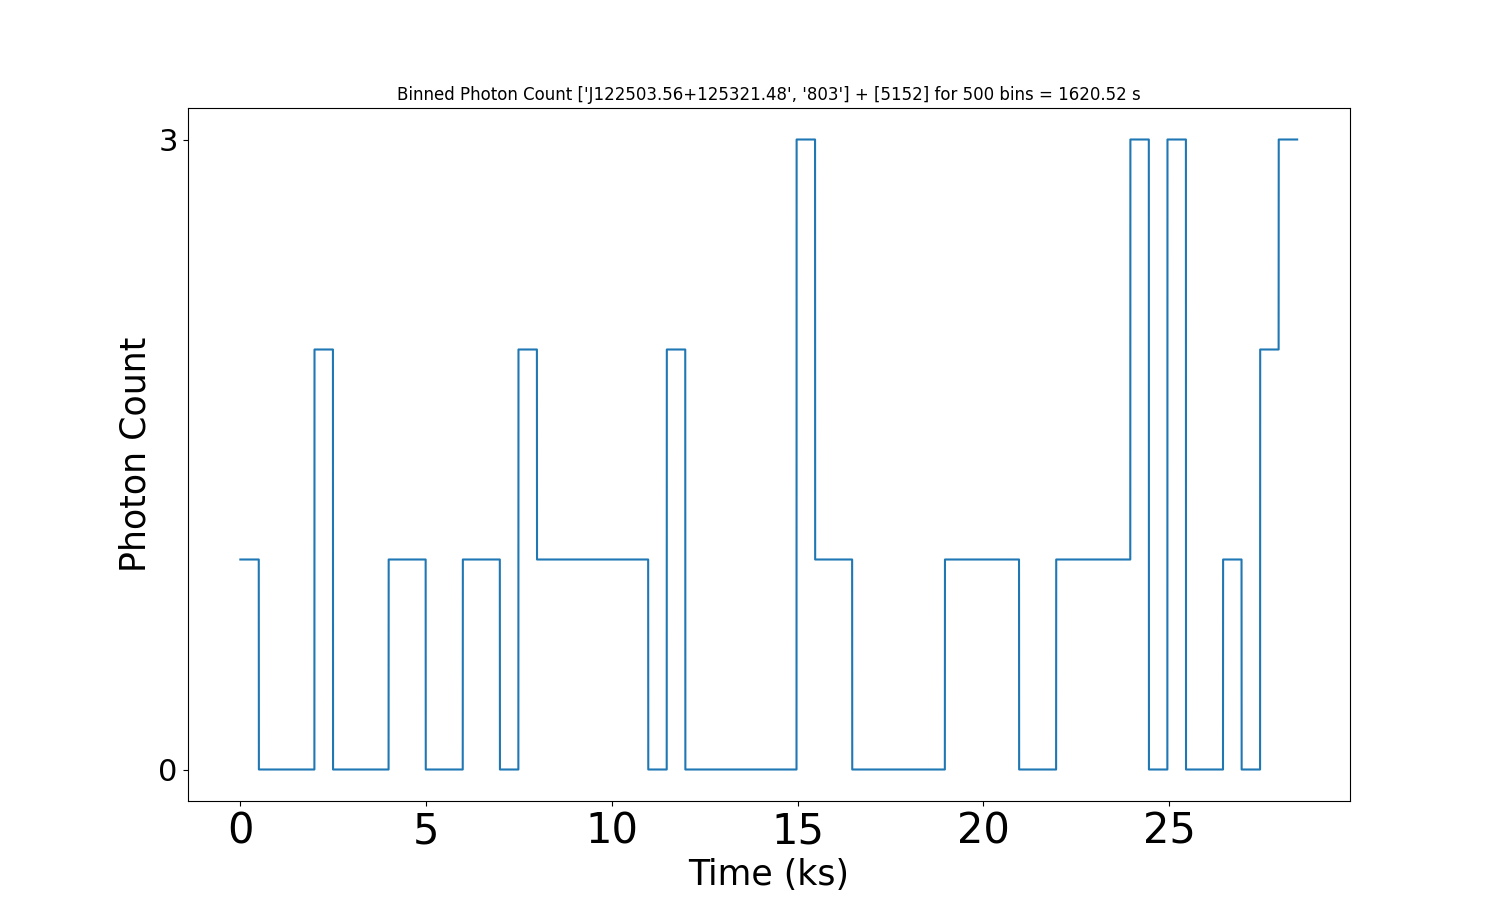 Binned Photon Count ['J122503.56+125321.48', '803'] + [5152] for 500 bins = 1620.52 s
3
Photon Count
0
0 5 10 15 20 25
Time (ks)